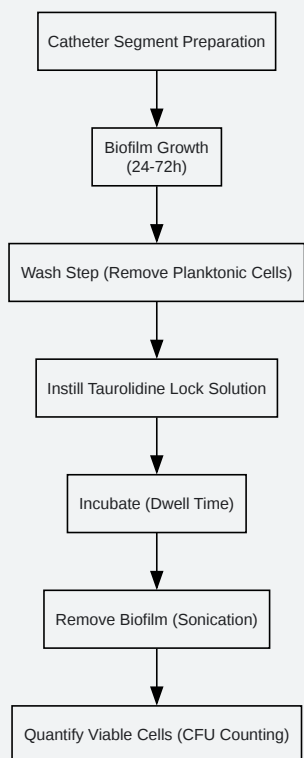 Catheter Segment Preparation
Biofilm Growth
(24-72h)
Wash Step (Remove Planktonic Cells)
Instill Taurolidine Lock Solution
Incubate (Dwell Time)
Remove Biofilm (Sonication)
Quantify Viable Cells (CFU Counting)